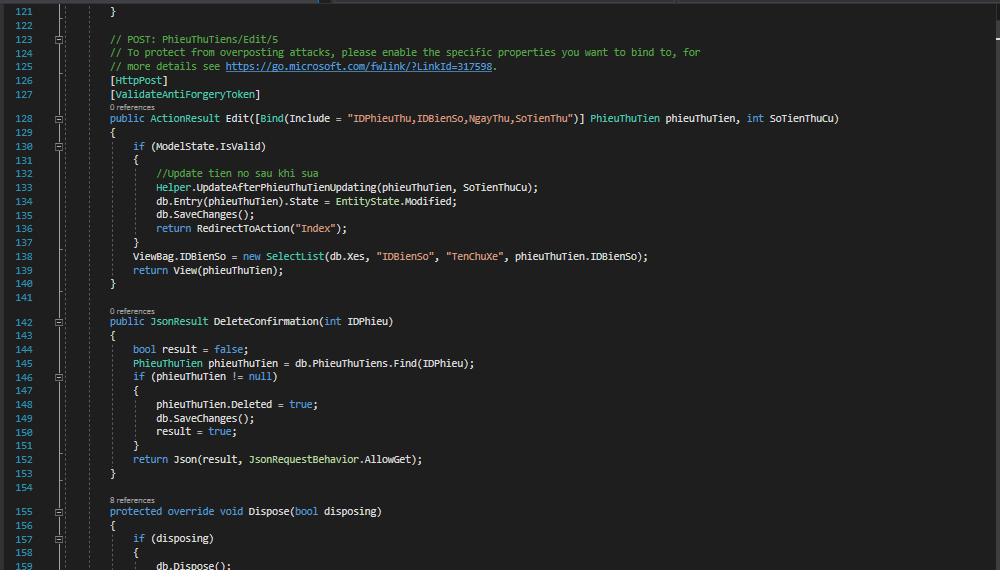 121 }
122
123 // POST: PhieuThuTiens/Edit/5
124 // To protect from overposting attacks, please enable the specific properties you want to bind to, for
125 // more details see https://go.microsoft.com/fwlink/?LinkId=317598.
126 [HttpPost]
127 [ValidateAntiForgeryToken]
0 references
128 public ActionResult Edit([Bind(Include = "IDPhieuThu,IDBienSo,NgayThu,SoTienThu")] PhieuThuTien phieuThuTien, int SoTienThuCu)
129 {
130 if (ModelState.IsValid)
131 {
132 //Update tien no sau khi sua
133 Helper.UpdateAfterPhieuThuTienUpdating(phieuThuTien, SoTienThuCu);
134 db.Entry(phieuThuTien).State = EntityState.Modified;
135 db.SaveChanges();
136 return RedirectToAction("Index");
137 }
138 ViewBag.IDBienSo = new SelectList(db.Xes, "IDBienSo", "TenChuXe", phieuThuTien.IDBienSo);
139 return View(phieuThuTien);
140 }
141
0 references
142 public JsonResult DeleteConfirmation(int IDPhieu)
143 {
144 bool result = false;
145 PhieuThuTien phieuThuTien = db.PhieuThuTiens.Find(IDPhieu);
146 if (phieuThuTien != null)
147 {
148 phieuThuTien.Deleted = true;
149 db.SaveChanges();
150 result = true;
151 }
152 return Json(result, JsonRequestBehavior.AllowGet);
153 }
154
8 references
155 protected override void Dispose(bool disposing)
156 {
157 if (disposing)
158 {
159 db.Dispose();